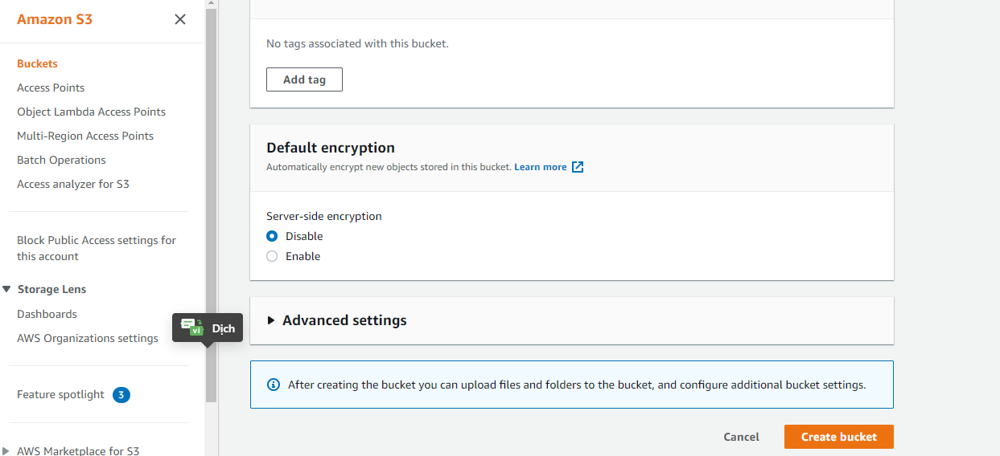 Amazon S3
Buckets
Access Points
Object Lambda Access Points
Multi-Region Access Points
Batch Operations
Access analyzer for S3
Block Public Access settings for
this account
Storage Lens
Dashboards
AWS Organizations settings
Feature spotlight 3
AWS Marketplace for S3
vi Dịch
No tags associated with this bucket.
Add tag
Default encryption
Automatically encrypt new objects stored in this bucket. Learn more
Server-side encryption
Disable
Enable
Advanced settings
After creating the bucket you can upload files and folders to the bucket, and configure additional bucket settings.
Cancel
Create bucket